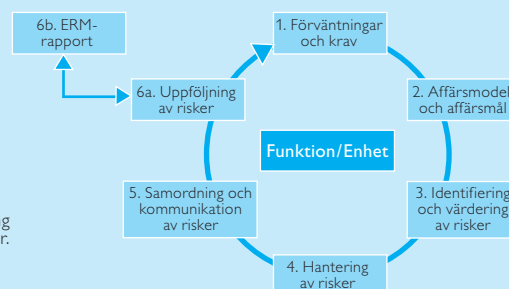 6b. ERM-
rapport
1. Förväntningar
och krav
6a. Uppföljning
av risker
2. Affärsmodell
och affärsmål
Funktion/Enhet
5. Samordning och
kommunikation
av risker
3. Identifiering
och värdering
av risker
4. Hantering
av risker